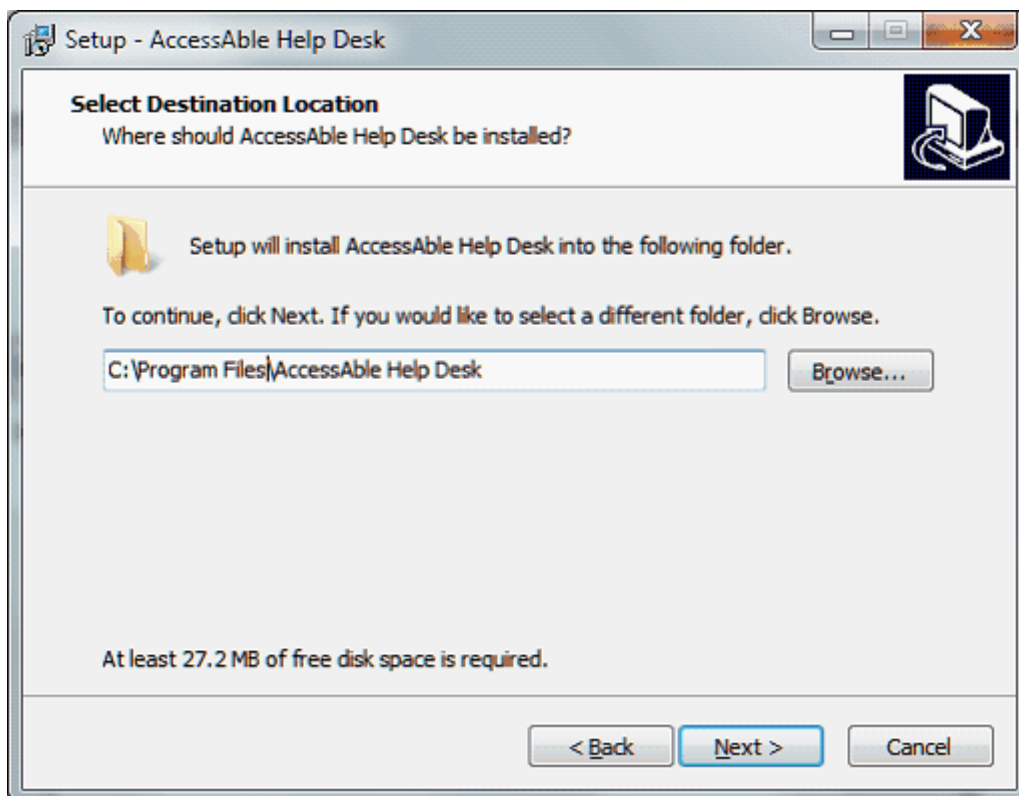 Setup - AccessAble Help Desk
Select Destination Location
Where should AccessAble Help Desk be installed?
Setup will install AccessAble Help Desk into the following folder.
To continue, click Next. If you would like to select a different folder, click Browse.
C:\Program Files\AccessAble Help Desk
Browse...
At least 27.2 MB of free disk space is required.
< Back Next > Cancel